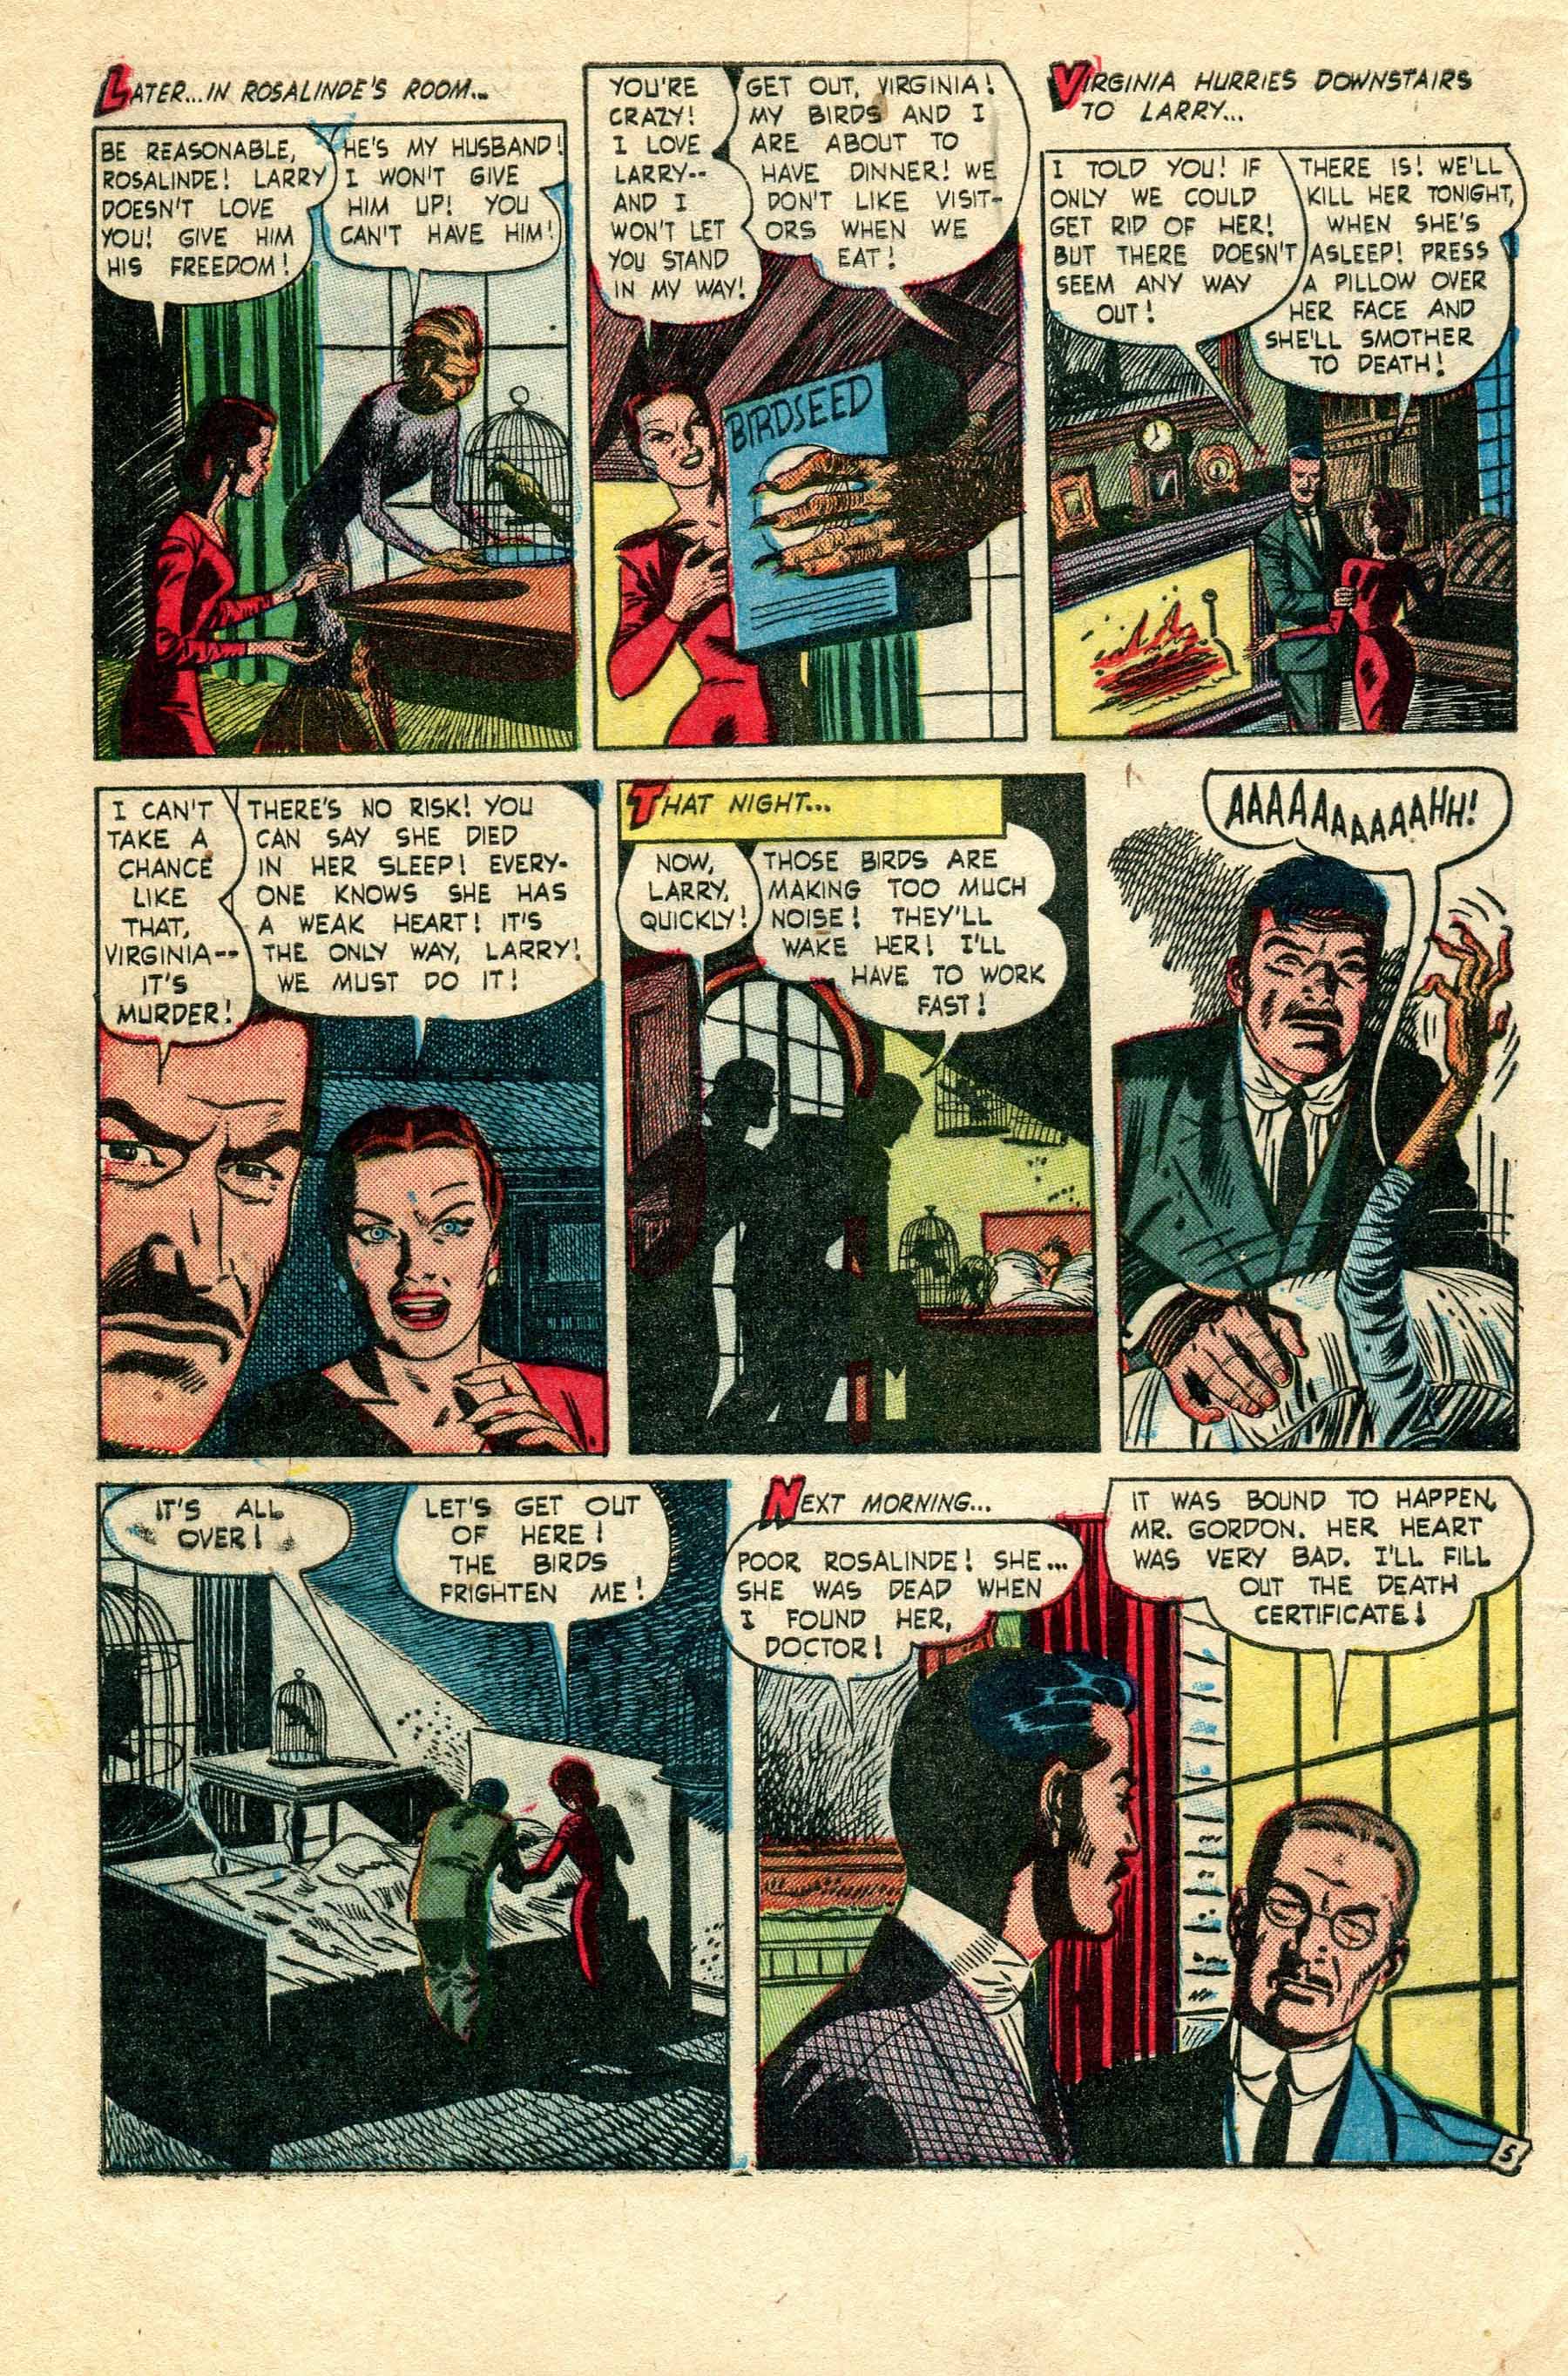 LATER...IN ROSALINDE'S ROOM...
BE REASONABLE,
ROSALINDE! LARRY
DOESN'T LOVE
YOU! GIVE HIM
HIS FREEDOM!
HE'S MY HUSBAND!
I WON'T GIVE
HIM UP! YOU
CAN'T HAVE HIM!
YOU'RE
CRAZY!
I LOVE
LARRY--
AND I
WON'T LET
YOU STAND
IN MY WAY!
GET OUT, VIRGINIA!
MY BIRDS AND I
ARE ABOUT TO
HAVE DINNER! WE
DON'T LIKE VISIT-
ORS WHEN WE
EAT!
BIRDSEED
VIRGINIA HURRIES DOWNSTAIRS
TO LARRY...
I TOLD YOU! IF
ONLY WE COULD
GET RID OF HER!
BUT THERE DOESN'T
SEEM ANY WAY
OUT!
THERE IS! WE'LL
KILL HER TONIGHT,
WHEN SHE'S
ASLEEP! PRESS
A PILLOW OVER
HER FACE AND
SHE'LL SMOTHER
TO DEATH!
I CAN'T
TAKE A
CHANCE
LIKE
THAT,
VIRGINIA--
IT'S
MURDER!
THERE'S NO RISK! YOU
CAN SAY SHE DIED
IN HER SLEEP! EVERY-
ONE KNOWS SHE HAS
A WEAK HEART! IT'S
THE ONLY WAY, LARRY!
WE MUST DO IT!
THAT NIGHT...
NOW,
LARRY,
QUICKLY!
THOSE BIRDS ARE
MAKING TOO MUCH
NOISE! THEY'LL
WAKE HER! I'LL
HAVE TO WORK
FAST!
AAAAAAAAAAHH!
IT'S ALL
OVER!
LET'S GET OUT
OF HERE!
THE BIRDS
FRIGHTEN ME!
NEXT MORNING...
POOR ROSALINDE! SHE...
SHE WAS DEAD WHEN
I FOUND HER,
DOCTOR!
IT WAS BOUND TO HAPPEN,
MR. GORDON. HER HEART
WAS VERY BAD. I'LL FILL
OUT THE DEATH
CERTIFICATE!
5